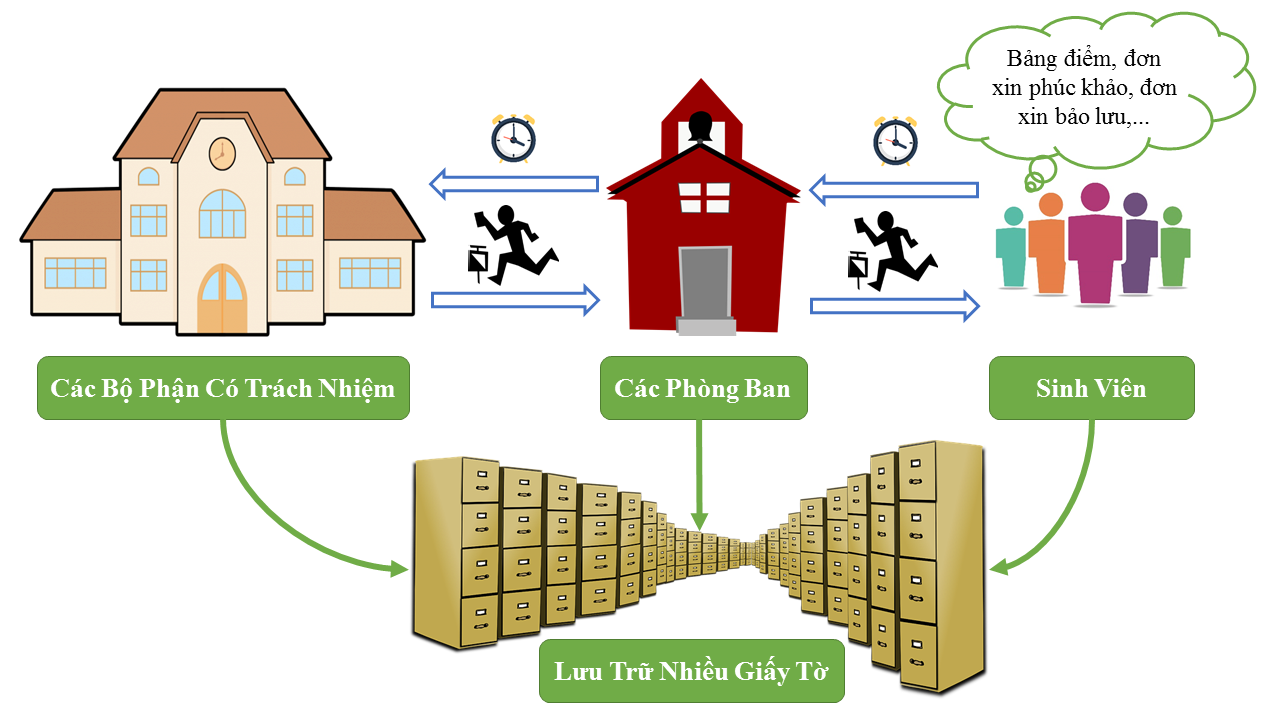 Bảng điểm, đơn
xin phúc khảo, đơn
xin bảo lưu,...
Các Bộ Phận Có Trách Nhiệm
Các Phòng Ban
Sinh Viên
Lưu Trữ Nhiều Giấy Tờ